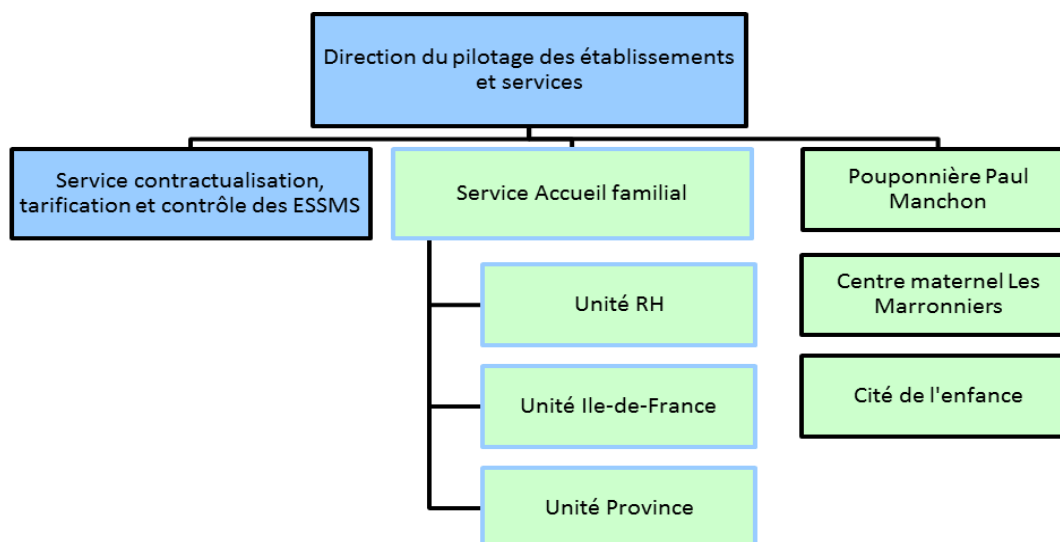 Direction du pilotage des établissements
et services
Service contractualisation,
tarification et contrôle des ESSMS
Service Accueil familial
Pouponnière Paul
Manchon
Unité RH
Centre maternel Les
Marronniers
Unité Ile-de-France
Cité de l'enfance
Unité Province